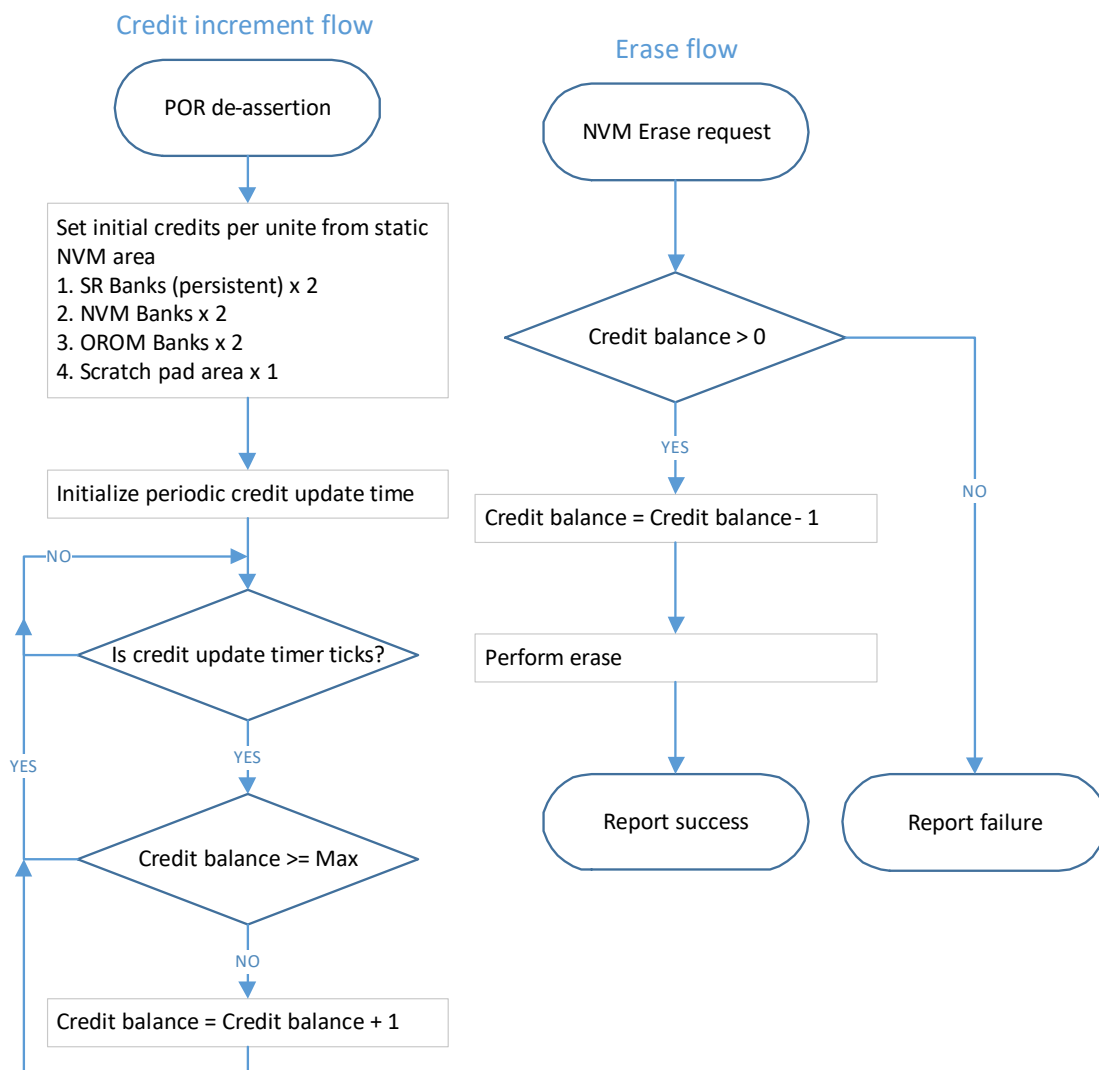 Credit increment flow
POR de-assertion
Set initial credits per unite from static
NVM area
1. SR Banks (persistent) x 2
2. NVM Banks x 2
3. OROM Banks x 2
4. Scratch pad area x 1
Initialize periodic credit update time
NO
Is credit update timer ticks?
YES
YES
Credit balance >= Max
NO
Credit balance = Credit balance + 1
Erase flow
NVM Erase request
Credit balance > 0
YES
NO
Credit balance = Credit balance - 1
Perform erase
Report success
Report failure